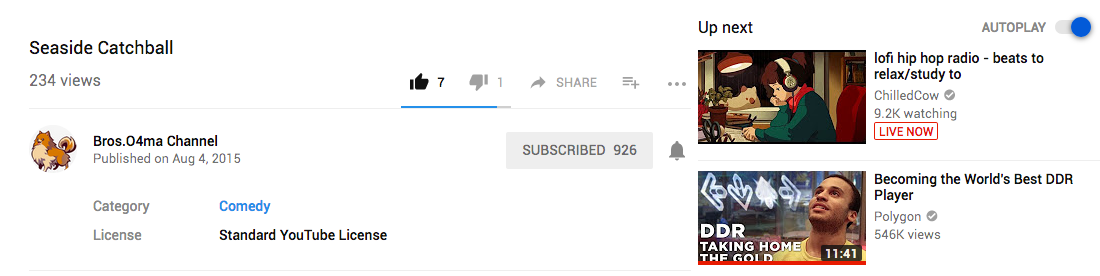 Seaside Catchball
234 views
7
1
SHARE
Bros.O4ma Channel
Published on Aug 4, 2015
SUBSCRIBED 926
Category Comedy
License Standard YouTube License
Up next
AUTOPLAY
lofi hip hop radio - beats to
relax/study to
ChilledCow
9.2K watching
LIVE NOW
DDR
TAKING HOME
THE GOLD
11:41
Becoming the World's Best DDR
Player
Polygon
546K views